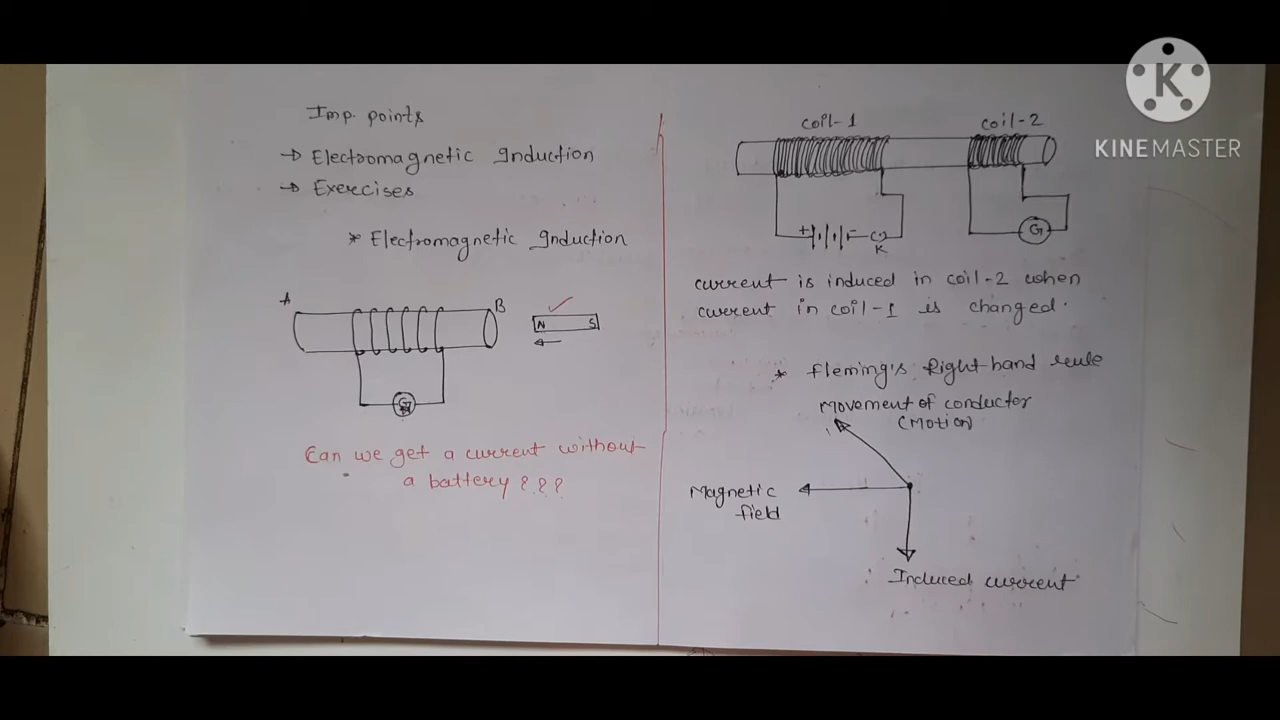 Imp. points
→ Electromagnetic Induction
→ Exercises
* Electromagnetic Induction
A
B
N S
G
Can we get a current without
a battery ? ? ?
coil-1
coil-2
+ -
K
G
current is induced in coil-2 when
current in coil-1 is changed.
* Fleming's Right-hand rule
Movement of conductor
(Motion)
Magnetic
field
Induced current
K
KINEMASTER